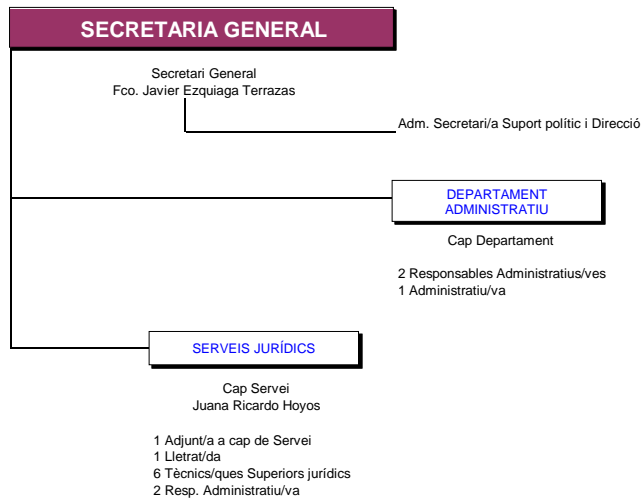 SECRETARIA GENERAL
Secretari General
Fco. Javier Ezquiaga Terrazas
Adm. Secretari/a Suport polític i Direcció
DEPARTAMENT
ADMINISTRATIU
Cap Departament
2 Responsables Administratius/ves
1 Administratiu/va
SERVEIS JURÍDICS
Cap Servei
Juana Ricardo Hoyos
1 Adjunt/a a cap de Servei
1 Lletrat/da
6 Tècnics/ques Superiors jurídics
2 Resp. Administratiu/va